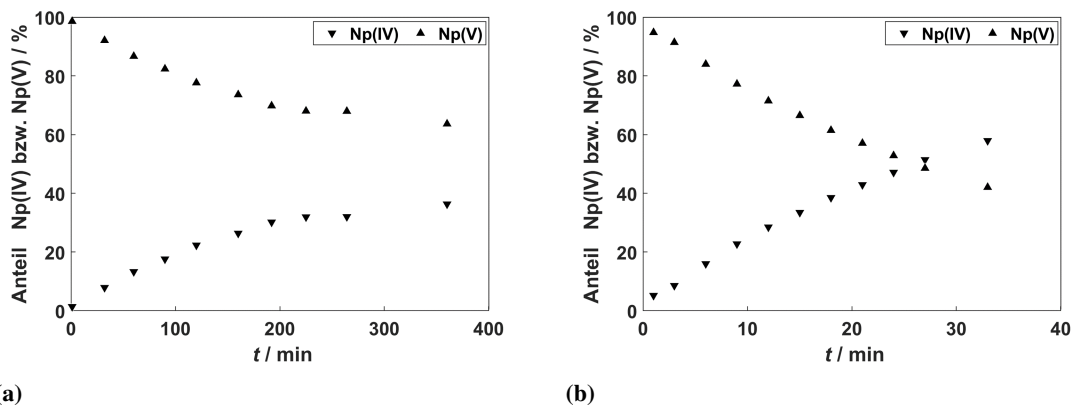 Anteil Np(IV) bzw. Np(V) / %
100
80
60
40
20
0
Np(IV) Np(V)
0 100 200 300 400
t / min
(a)
Anteil Np(IV) bzw. Np(V) / %
100
80
60
40
20
0
Np(IV) Np(V)
0 10 20 30 40
t / min
(b)